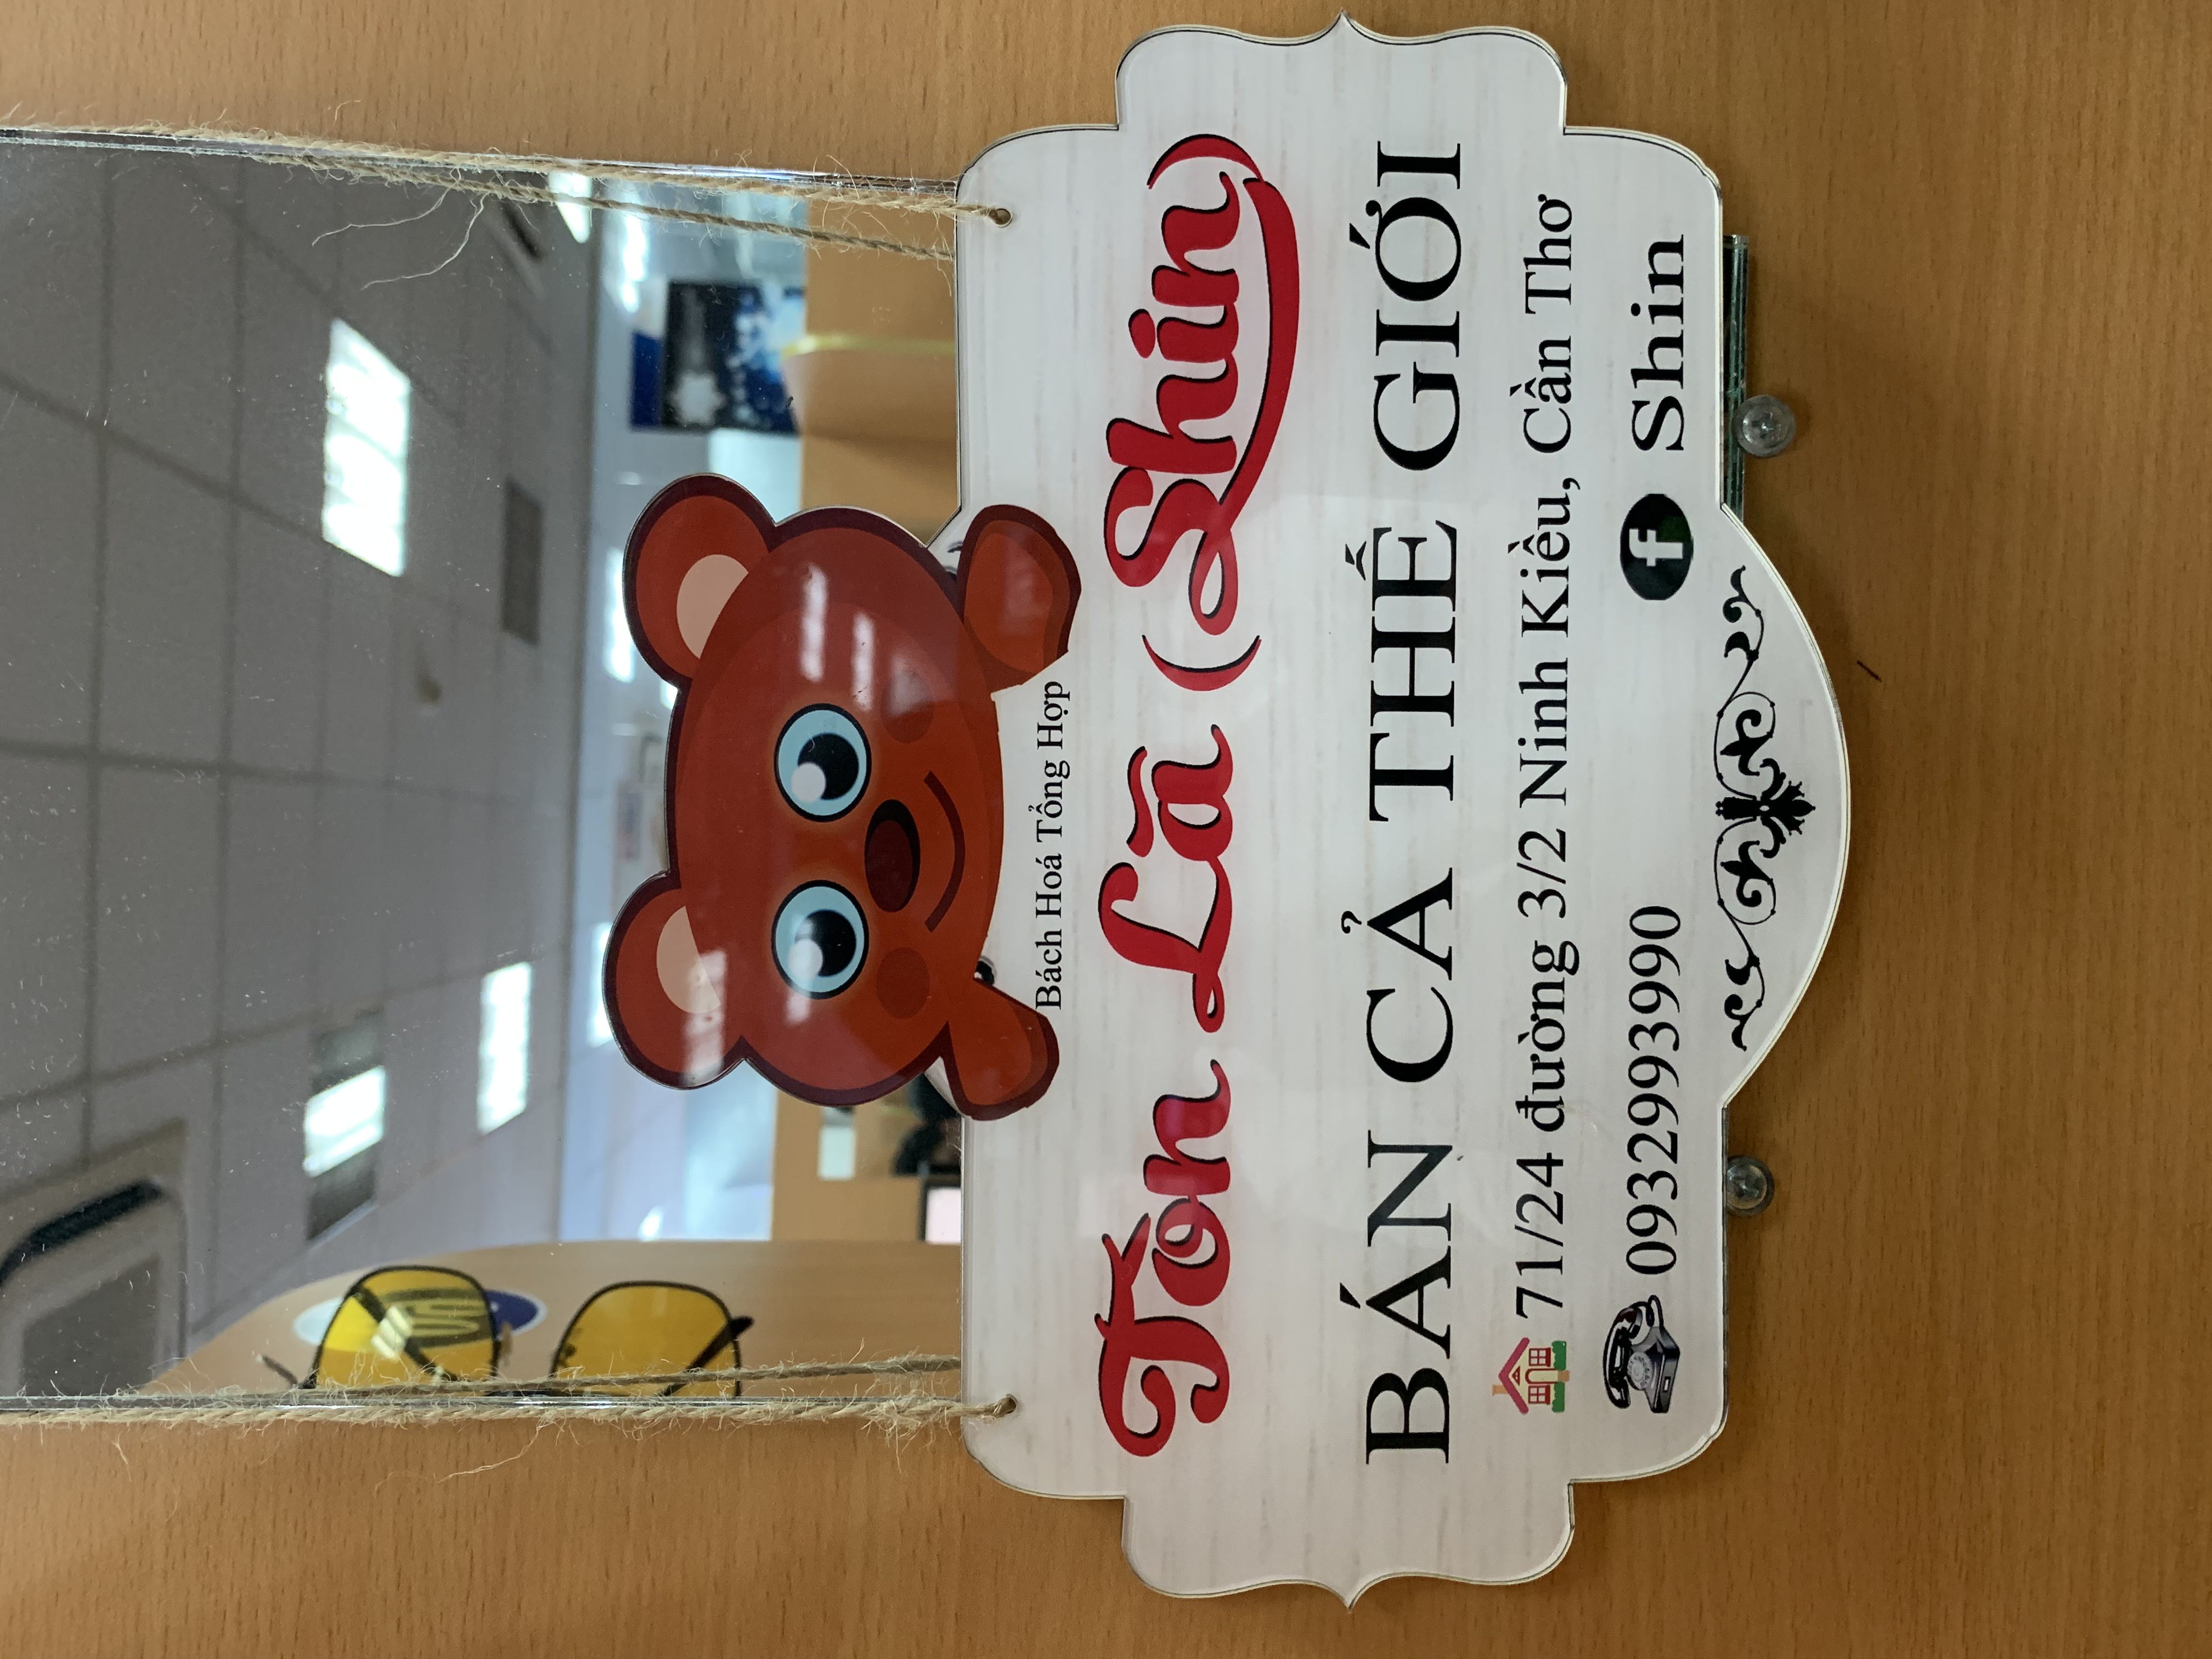 Bách Hoá Tổng Hợp
Tồn Lã (Shin)
BÁN CẢ THẾ GIỚI
71/24 đường 3/2 Ninh Kiều, Cần Thơ
0932993990 f Shin